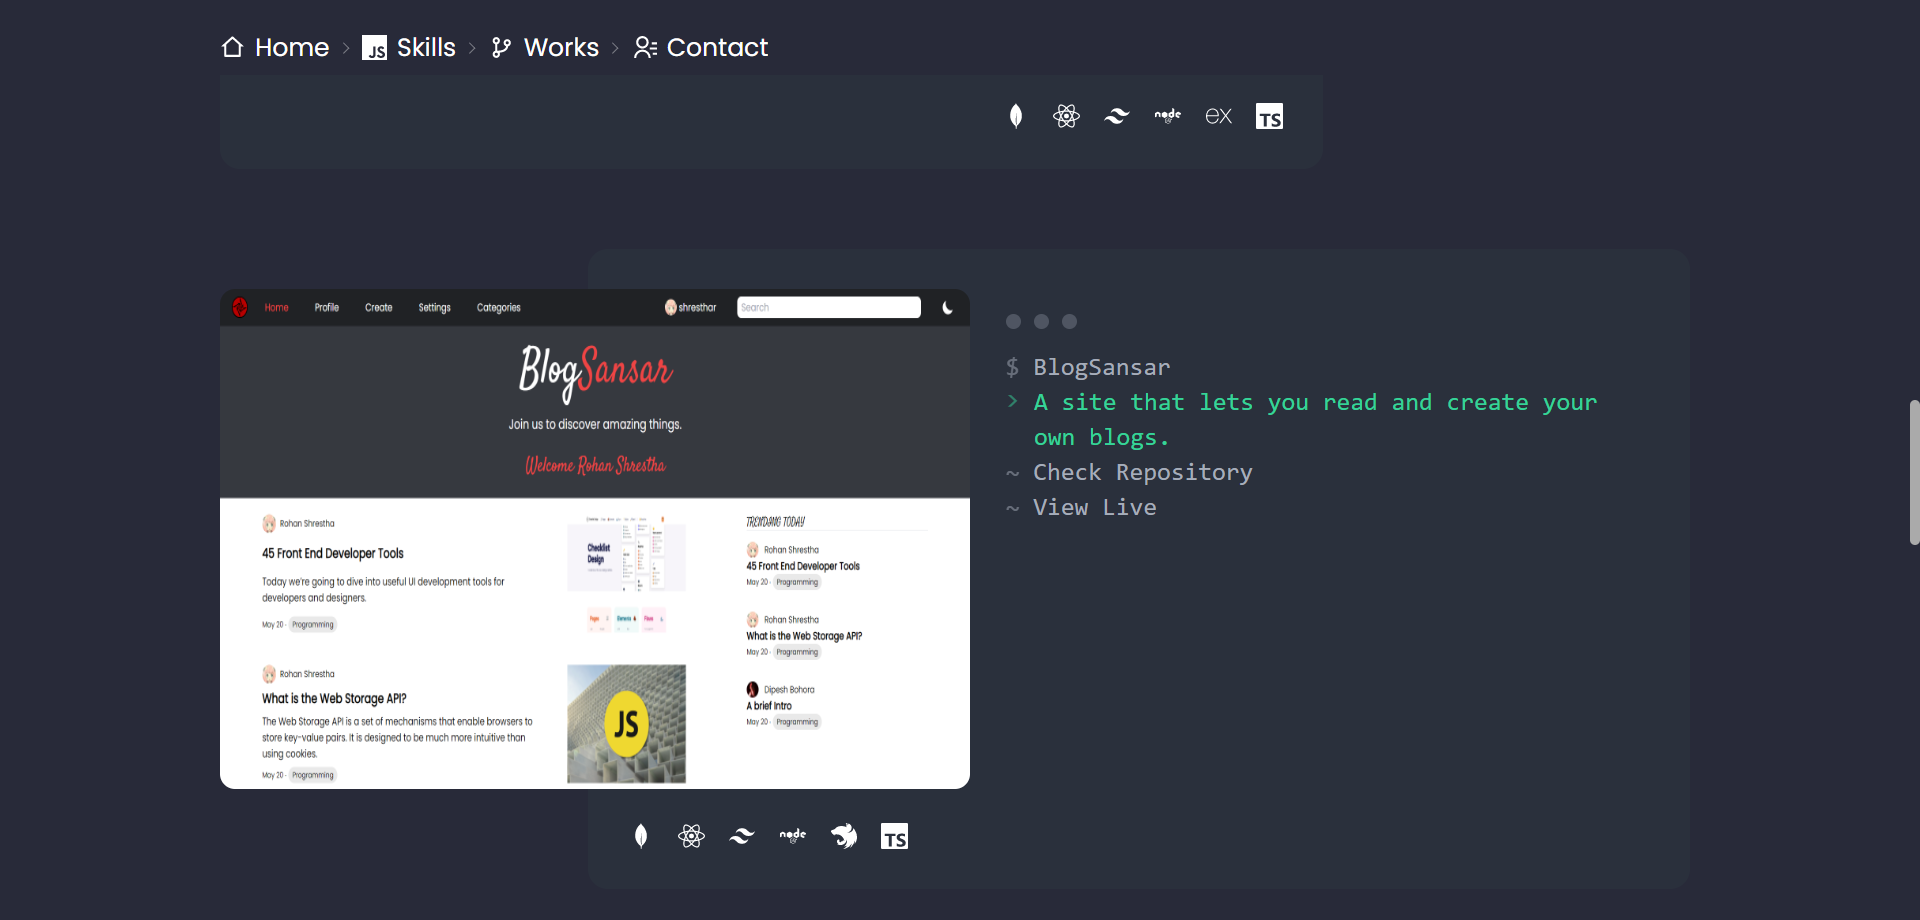 Home > JS Skills > Works > Contact
node ex TS
Home Profile Create Settings Categories shresthar Search
BlogSansar
Join us to discover amazing things.
Welcome Rohan Shrestha
Rohan Shrestha
45 Front End Developer Tools
Today we're going to dive into useful UI development tools for
developers and designers.
May 20 · Programming
Checklist
Design
Pages Elements Flows
Rohan Shrestha
What is the Web Storage API?
The Web Storage API is a set of mechanisms that enable browsers to
store key-value pairs. It is designed to be much more intuitive than
using cookies.
May 20 · Programming
JS
TRENDING TODAY
Rohan Shrestha
45 Front End Developer Tools
May 20 · Programming
Rohan Shrestha
What is the Web Storage API?
May 20 · Programming
Dipesh Bohora
A brief Intro
May 20 · Programming
$ BlogSansar
> A site that lets you read and create your
own blogs.
~ Check Repository
~ View Live
node TS